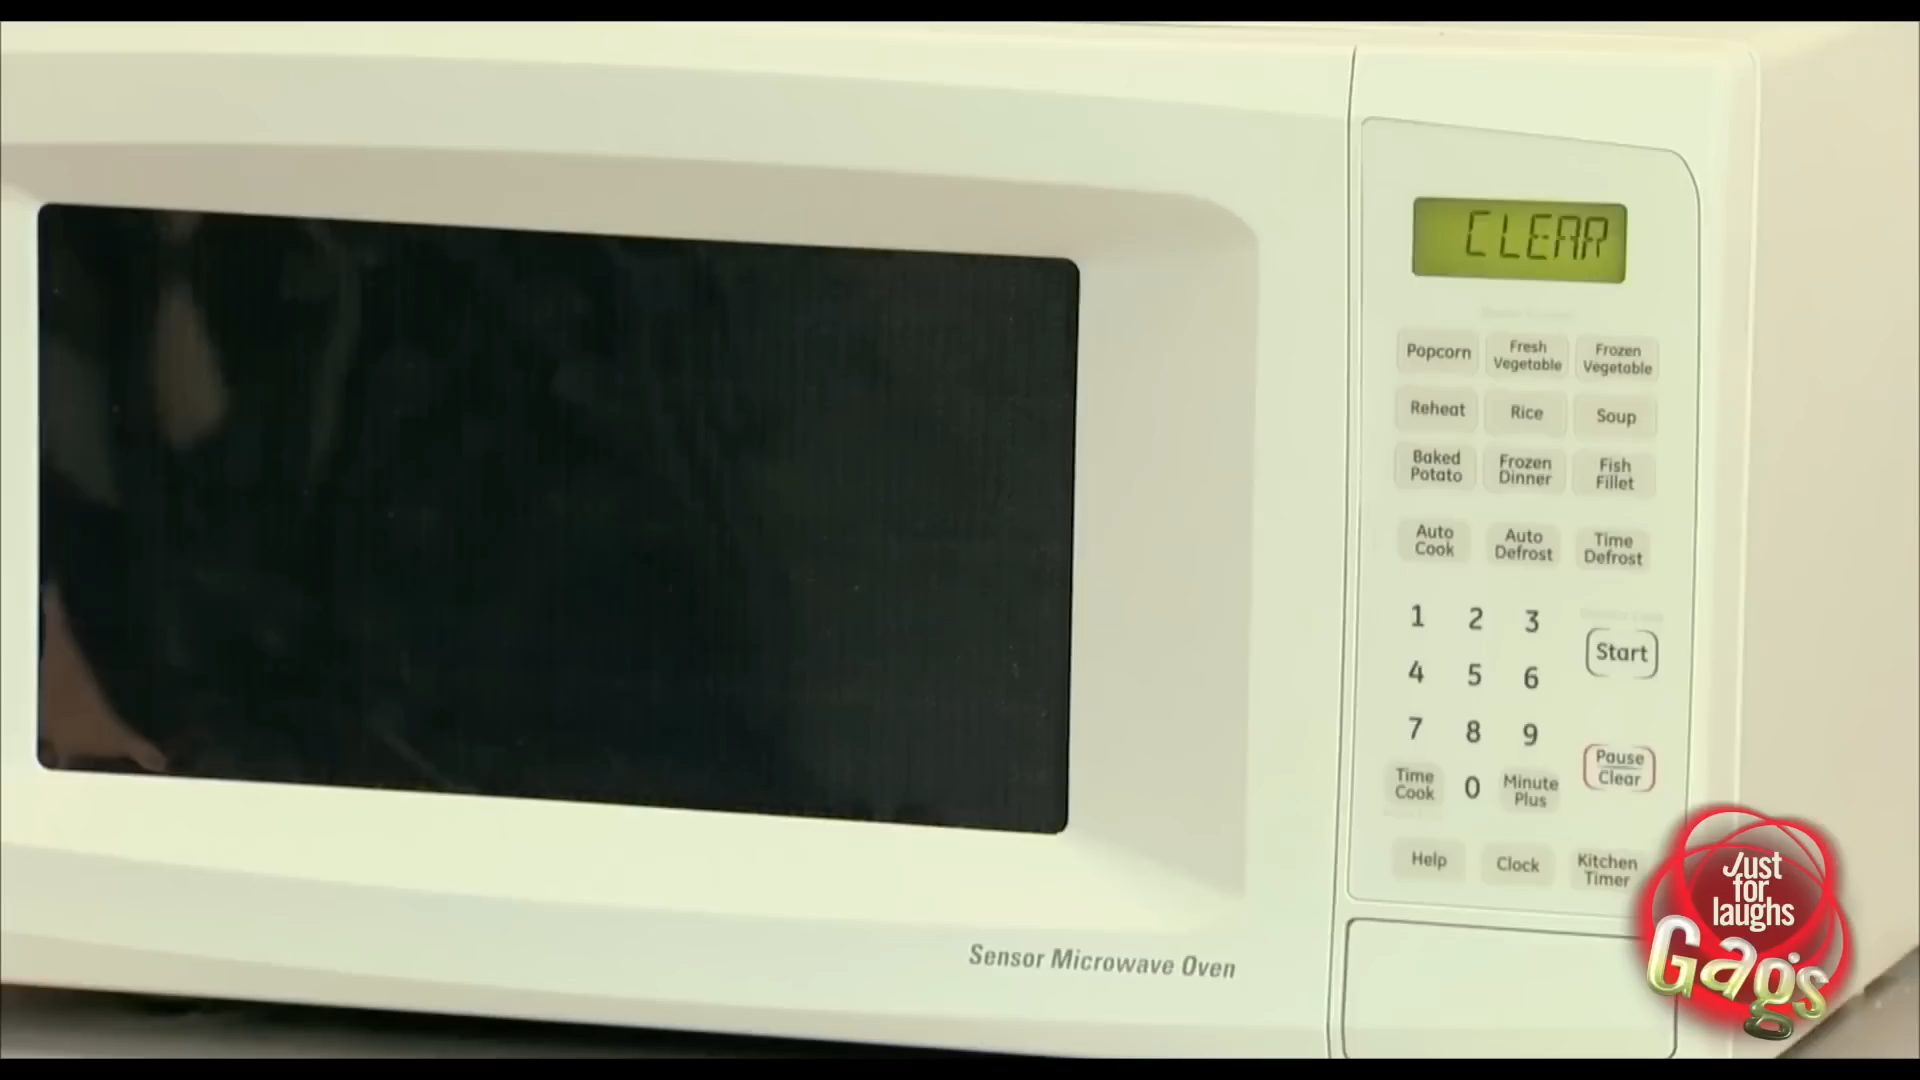 CLEAR
Popcorn
Fresh
Vegetable
Frozen
Vegetable
Reheat
Rice
Soup
Baked
Potato
Frozen
Dinner
Fish
Fillet
Auto
Cook
Auto
Defrost
Time
Defrost
1 2 3
Start
4 5 6
7 8 9
Pause
Clear
Time
Cook
0
Minute
Plus
Help
Clock
Kitchen
Timer
Sensor Microwave Oven
Just
for
laughs
Gags